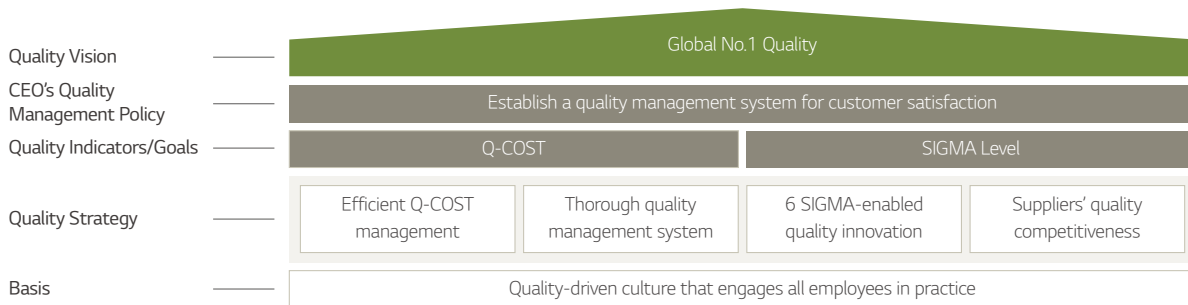 Quality Vision
Global No.1 Quality
CEO's Quality
Management Policy
Establish a quality management system for customer satisfaction
Quality Indicators/Goals
Q-COST
SIGMA Level
Quality Strategy
Efficient Q-COST
management
Thorough quality
management system
6 SIGMA-enabled
quality innovation
Suppliers' quality
competitiveness
Basis
Quality-driven culture that engages all employees in practice